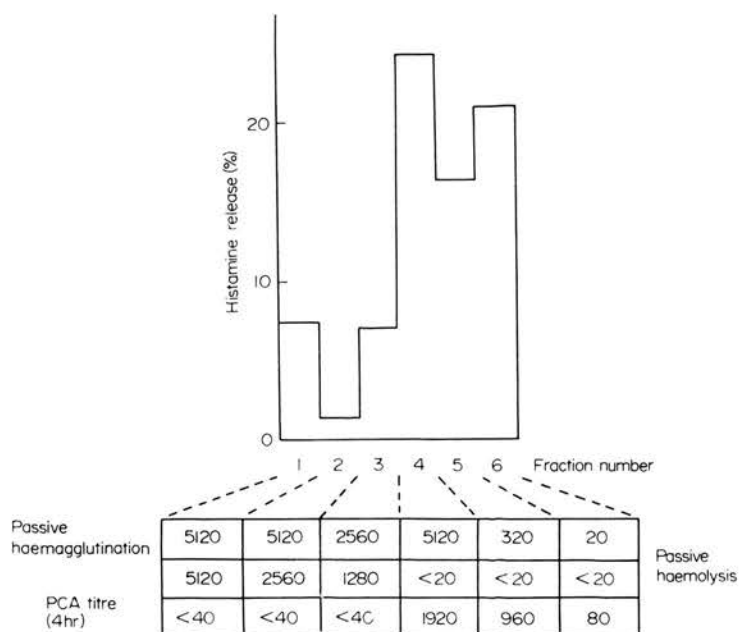 20
Histamine release (%)
10
0
1 2 3 4 5 6 Fraction number
Passive haemagglutination 5120 5120 2560 5120 320 20
5120 2560 1280 <20 <20 <20 Passive haemolysis
PCA titre (4hr) <40 <40 <40 1920 960 80